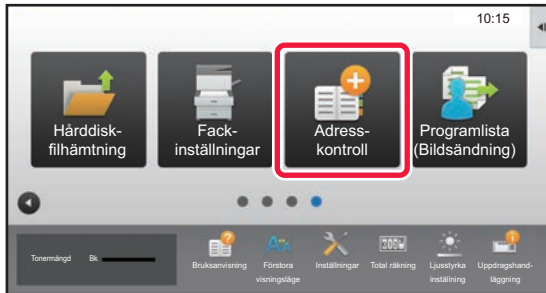 10:15
Hårddisk-
filhämtning
Fack-
inställningar
Adress-
kontroll
Programlista
(Bildsändning)
Tonermängd Bk
Bruksanvisning
Förstora
visningsläge
Inställningar
Total räkning
Ljusstyrka
inställning
Uppdragshand-
läggning